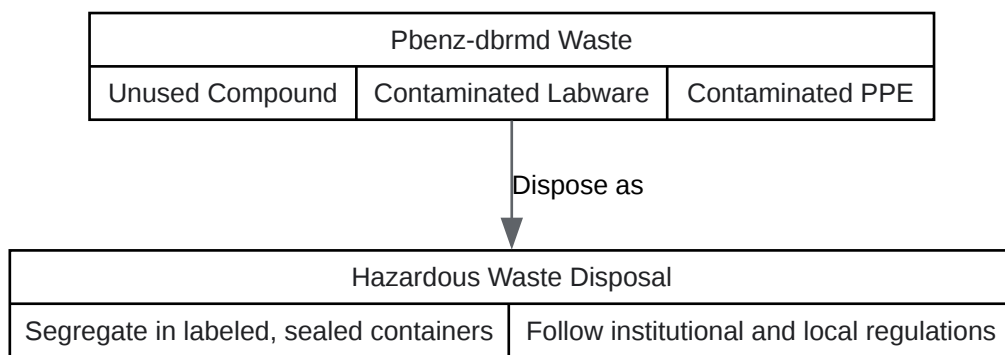 Pbenz-dbrmd Waste
Unused Compound
Contaminated Labware
Contaminated PPE
Dispose as
Hazardous Waste Disposal
Segregate in labeled, sealed containers
Follow institutional and local regulations